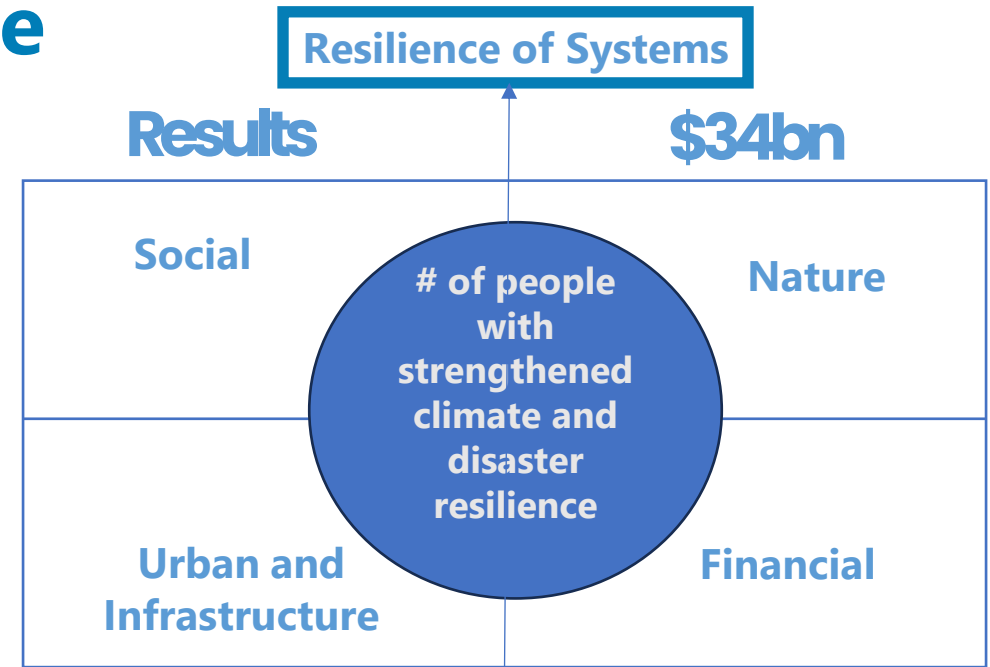 e
Resilience of Systems
Results
$34bn
Social
Nature
# of people
with
strengthened
climate and
disaster
resilience
Urban and
Infrastructure
Financial